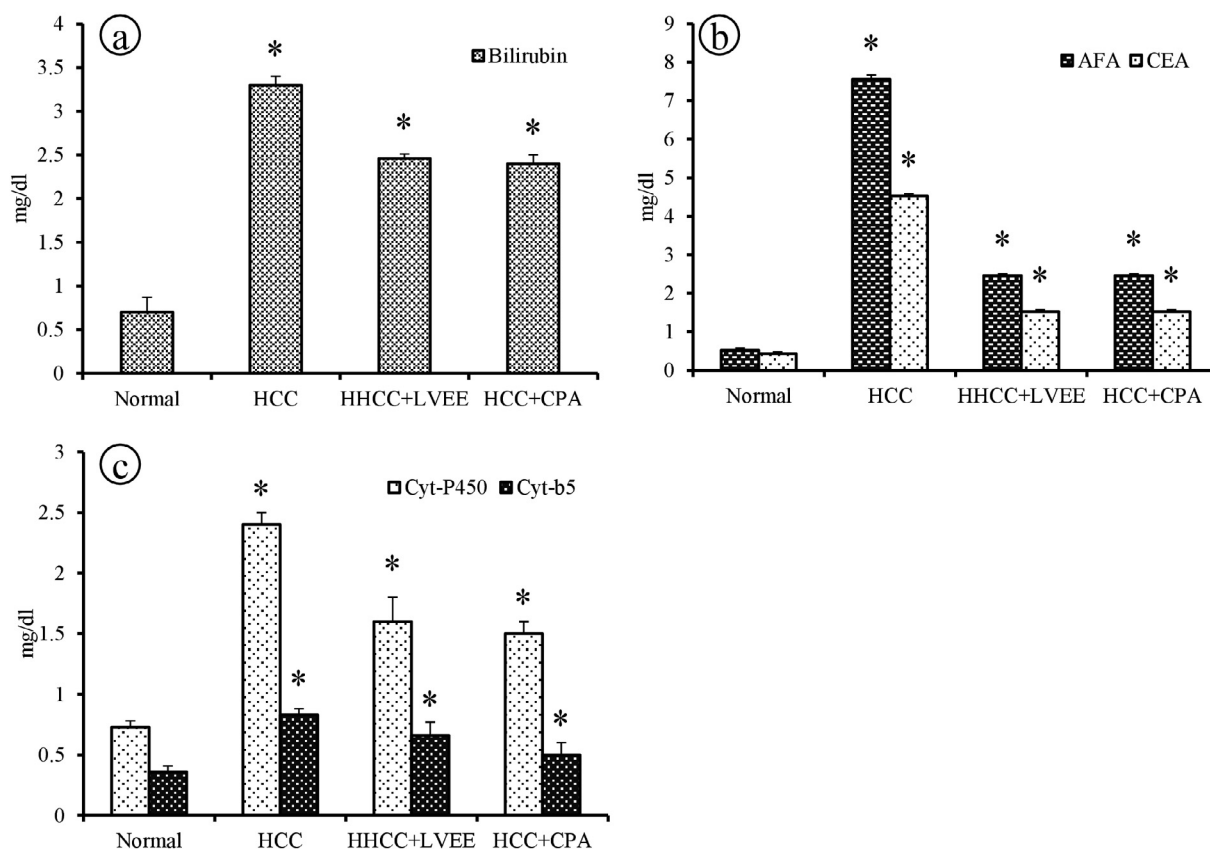 a
Bilirubin
mg/dl
4
3.5
3
2.5
2
1.5
1
0.5
0
* * *
Normal HCC HHCC+LVEE HCC+CPA
b
AFA CEA
mg/dl
9
8
7
6
5
4
3
2
1
0
* * * * * *
Normal HCC HHCC+LVEE HCC+CPA
c
Cyt-P450 Cyt-b5
mg/dl
3
2.5
2
1.5
1
0.5
0
* * * * * *
Normal HCC HHCC+LVEE HCC+CPA